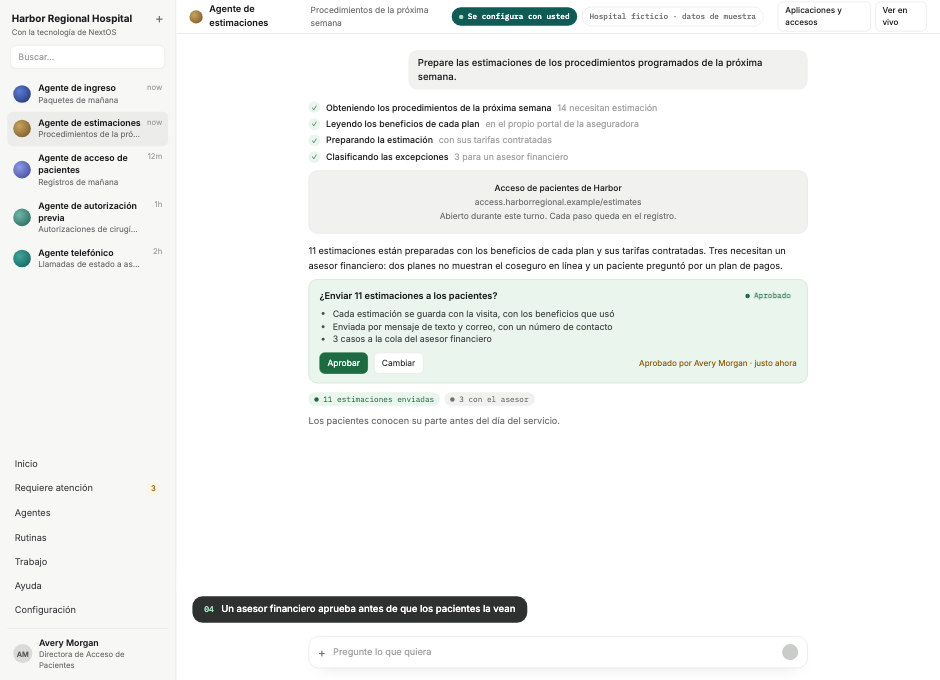 Harbor Regional Hospital +
Con la tecnología de NextOS
Buscar...
Agente de ingreso now
Paquetes de mañana
Agente de estimaciones now
Procedimientos de la pró...
Agente de acceso de pacientes 12m
Registros de mañana
Agente de autorización previa 1h
Autorizaciones de cirugí...
Agente telefónico 2h
Llamadas de estado a as...
Inicio
Requiere atención 3
Agentes
Rutinas
Trabajo
Ayuda
Configuración
AM Avery Morgan
Directora de Acceso de
Pacientes
Agente de estimaciones
Procedimientos de la próxima semana
Se configura con usted
Hospital ficticio · datos de muestra
Aplicaciones y accesos
Ver en vivo
Prepare las estimaciones de los procedimientos programados de la próxima
semana.
✓ Obteniendo los procedimientos de la próxima semana 14 necesitan estimación
✓ Leyendo los beneficios de cada plan en el propio portal de la aseguradora
✓ Preparando la estimación con sus tarifas contratadas
✓ Clasificando las excepciones 3 para un asesor financiero
Acceso de pacientes de Harbor
access.harborregional.example/estimates
Abierto durante este turno. Cada paso queda en el registro.
11 estimaciones están preparadas con los beneficios de cada plan y sus tarifas contratadas. Tres necesitan un
asesor financiero: dos planes no muestran el coseguro en línea y un paciente preguntó por un plan de pagos.
¿Enviar 11 estimaciones a los pacientes? Aprobado
• Cada estimación se guarda con la visita, con los beneficios que usó
• Enviada por mensaje de texto y correo, con un número de contacto
• 3 casos a la cola del asesor financiero
Aprobar Cambiar Aprobado por Avery Morgan · justo ahora
11 estimaciones enviadas 3 con el asesor
Los pacientes conocen su parte antes del día del servicio.
04 Un asesor financiero aprueba antes de que los pacientes la vean
+ Pregunte lo que quiera